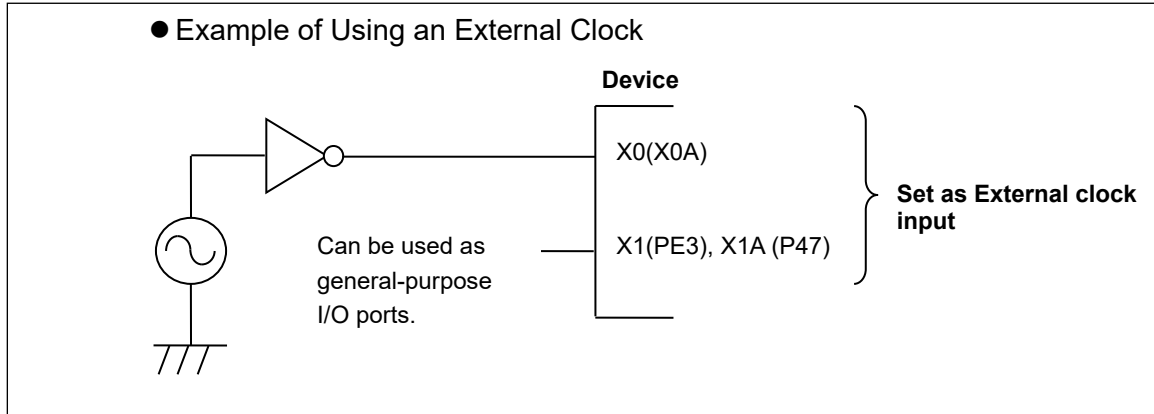 ● Example of Using an External Clock
Device
X0(X0A)
Set as External clock
input
Can be used as
general-purpose
I/O ports.
X1(PE3), X1A (P47)